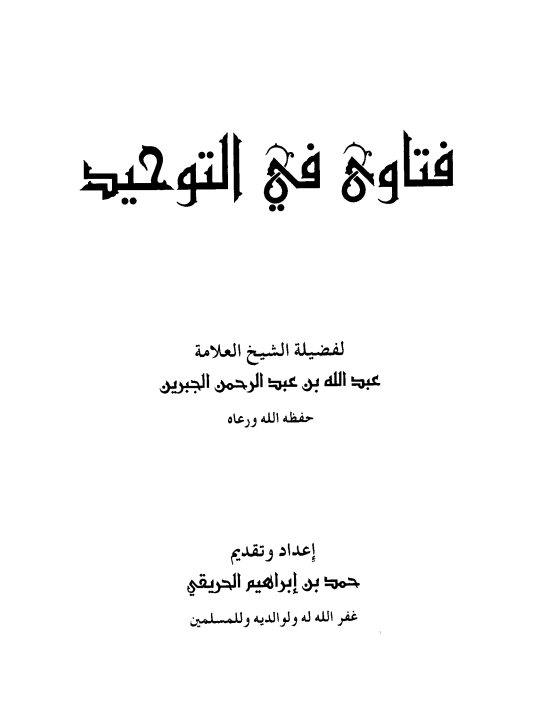 فتاوى في التوحيد
لفضيلة الشيخ العلامة
عبد الله بن عبد الرحمن الجبرين
حفظه الله ورعاه
إعداد وتقديم
حمد بن إبراهيم الحريقي
غفر الله له ولوالديه وللمسلمين